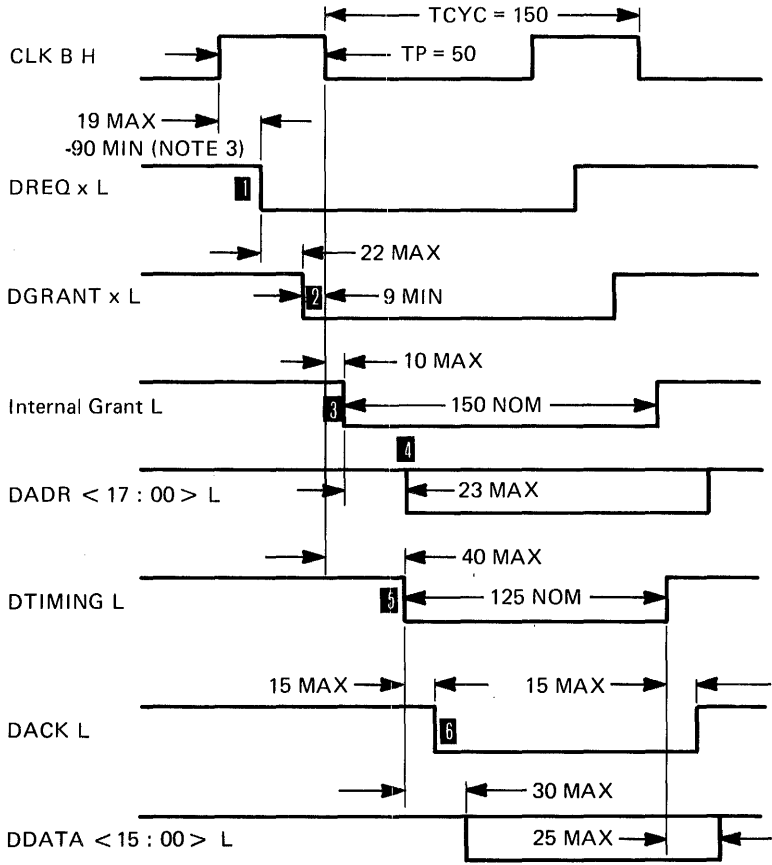 TCYC = 150
CLK B H
TP = 50
19 MAX
-90 MIN (NOTE 3)
DREQ x L
1
22 MAX
DGRANT x L
2
9 MIN
10 MAX
Internal Grant L
3
150 NOM
4
DADR < 17 : 00 > L
23 MAX
40 MAX
DTIMING L
5
125 NOM
15 MAX
15 MAX
DACK L
6
30 MAX
DDATA < 15 : 00 > L
25 MAX